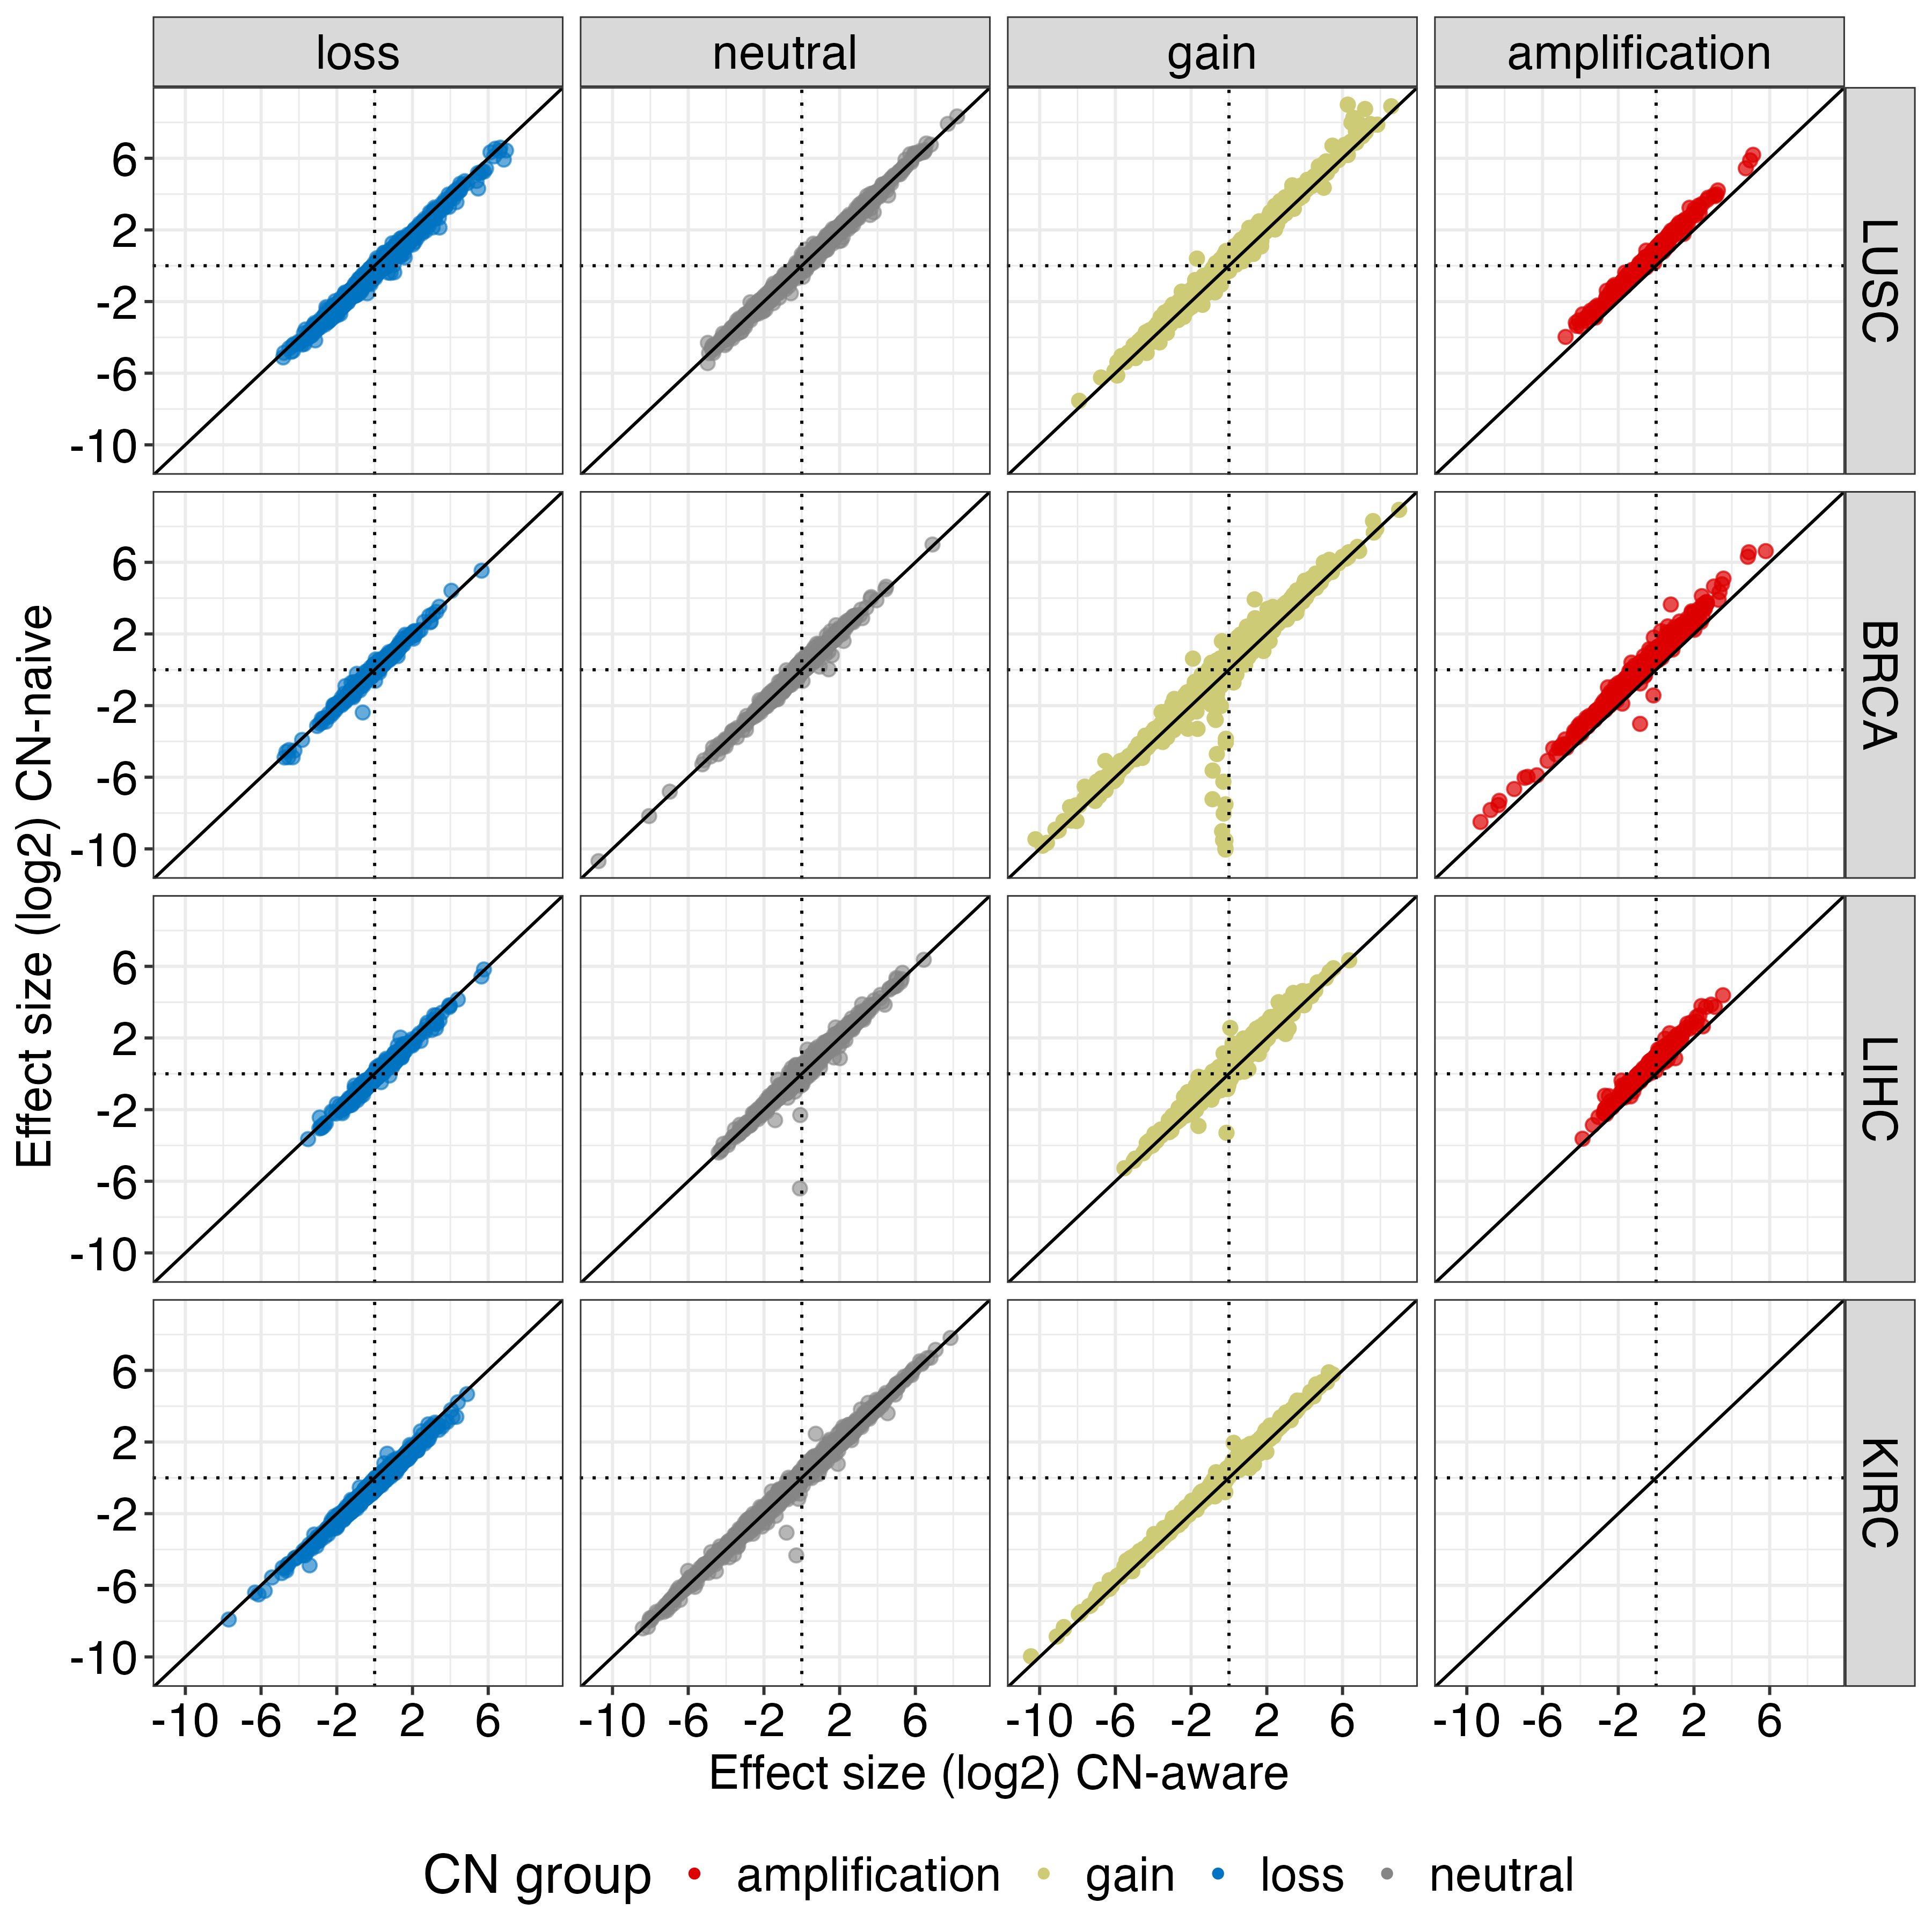 loss neutral gain amplification
6
2
-2
-6
-10
LUSC
6
2
-2
-6
-10
BRCA
Effect size (log2) CN-naive
6
2
-2
-6
-10
LIHC
6
2
-2
-6
-10
KIRC
-10 -6 -2 2 6 -10 -6 -2 2 6 -10 -6 -2 2 6 -10 -6 -2 2 6
Effect size (log2) CN-aware
CN group amplification gain loss neutral